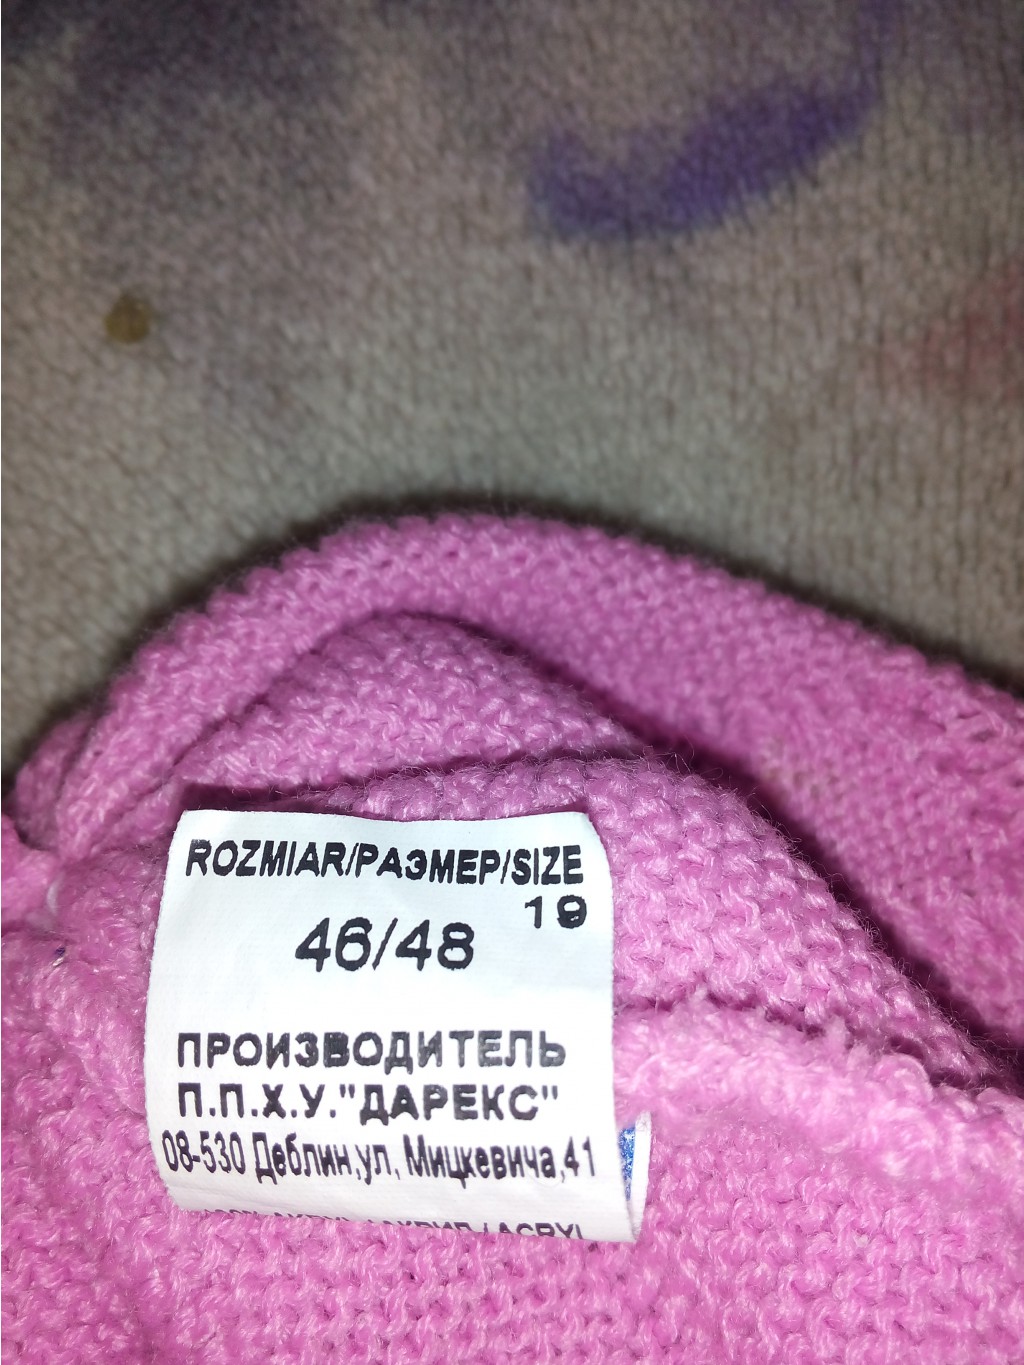 ROZMIAR/РАЗМЕР/SIZE
19
46/48
ПРОИЗВОДИТЕЛЬ
П.П.Х.У."ДАРЕКС"
08-530 Деблин,ул, Мицкевича,41